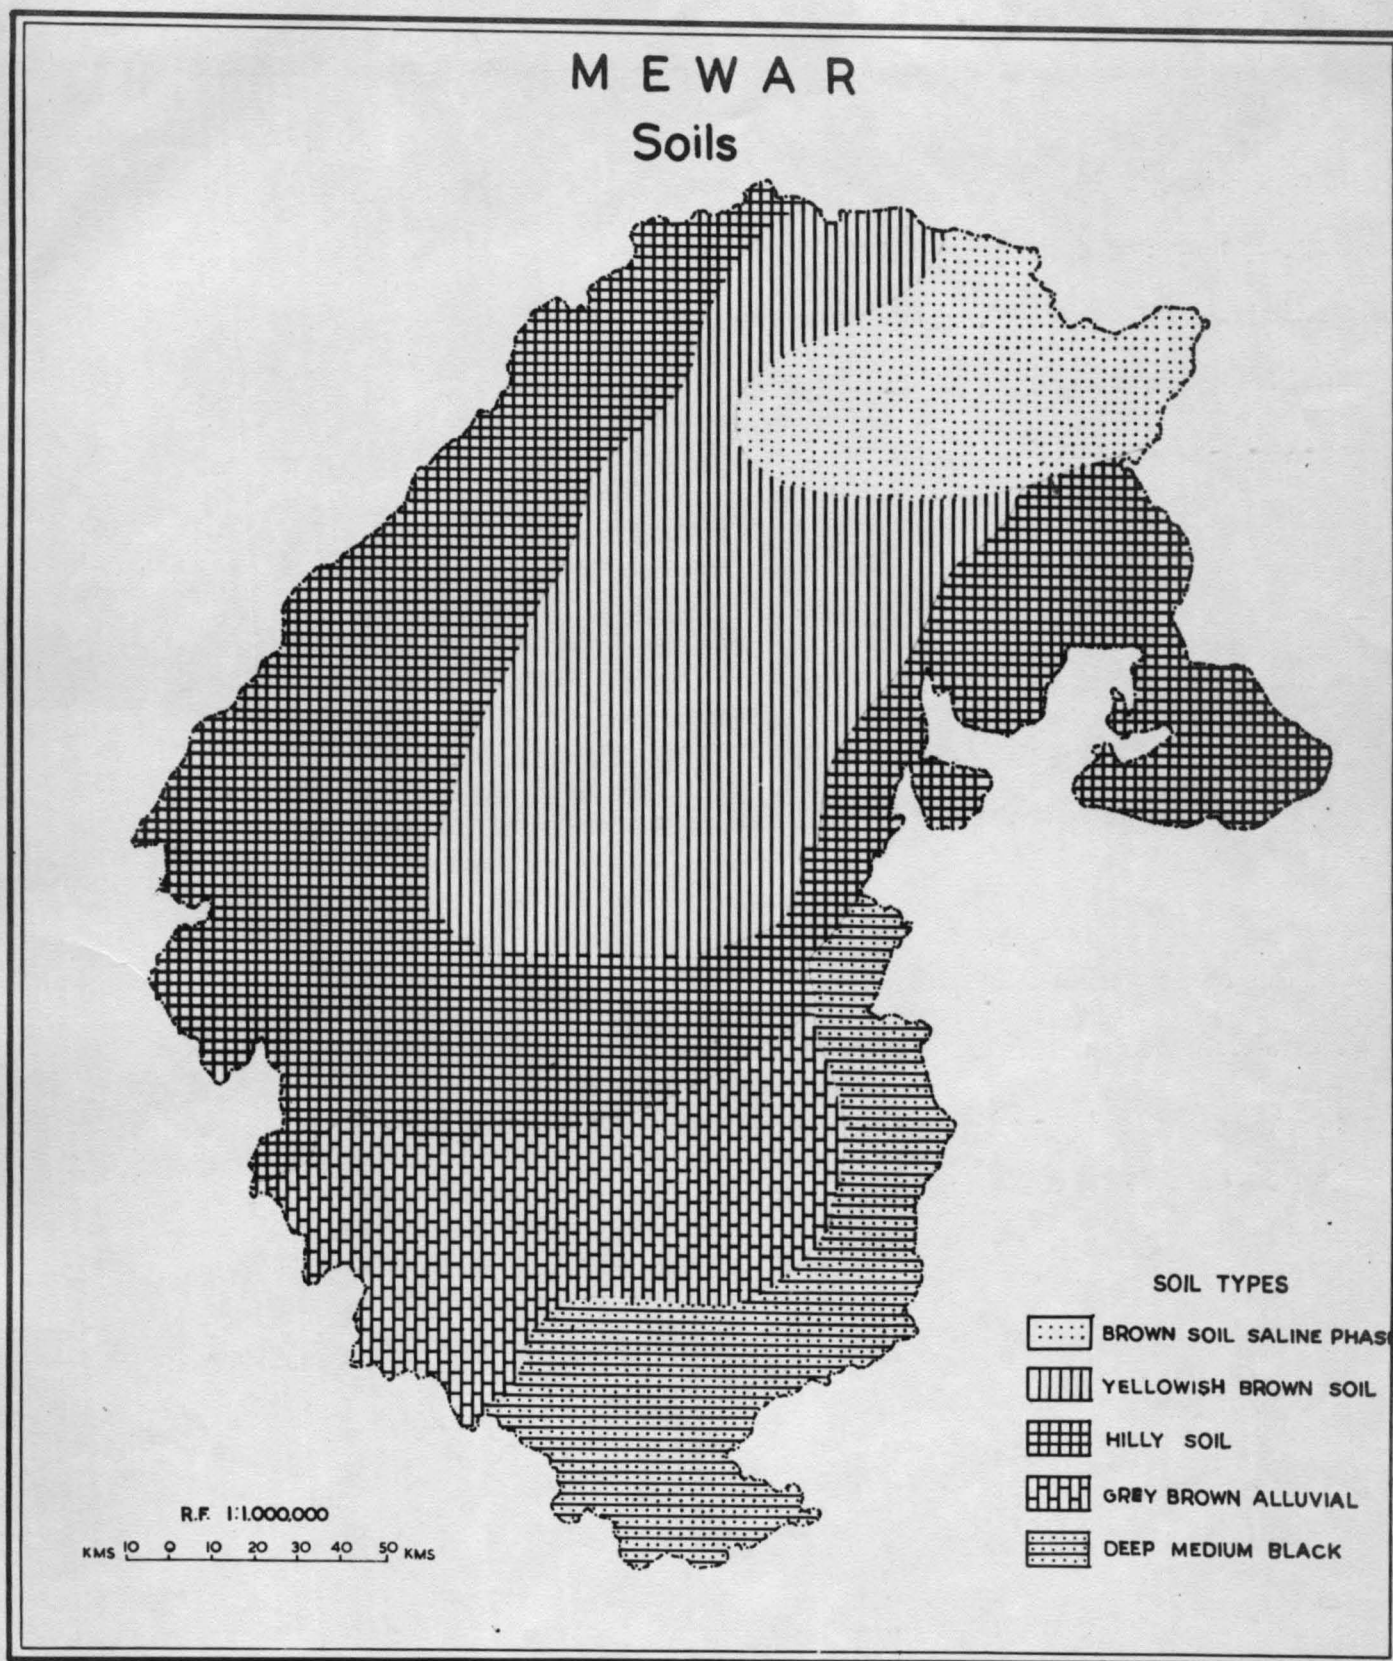 MEWAR
Soils
SOIL TYPES
BROWN SOIL SALINE PHAS
YELLOWISH BROWN SOIL
HILLY SOIL
GREY BROWN ALLUVIAL
DEEP MEDIUM BLACK
R.F. 1:1.000.000
KMS 10 0 10 20 30 40 50 KMS